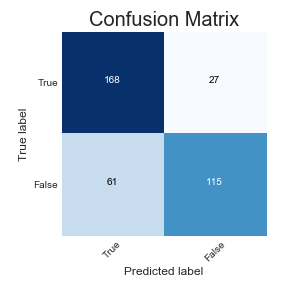 Confusion Matrix
True label
True
168
27
False
61
115
True
False
Predicted label